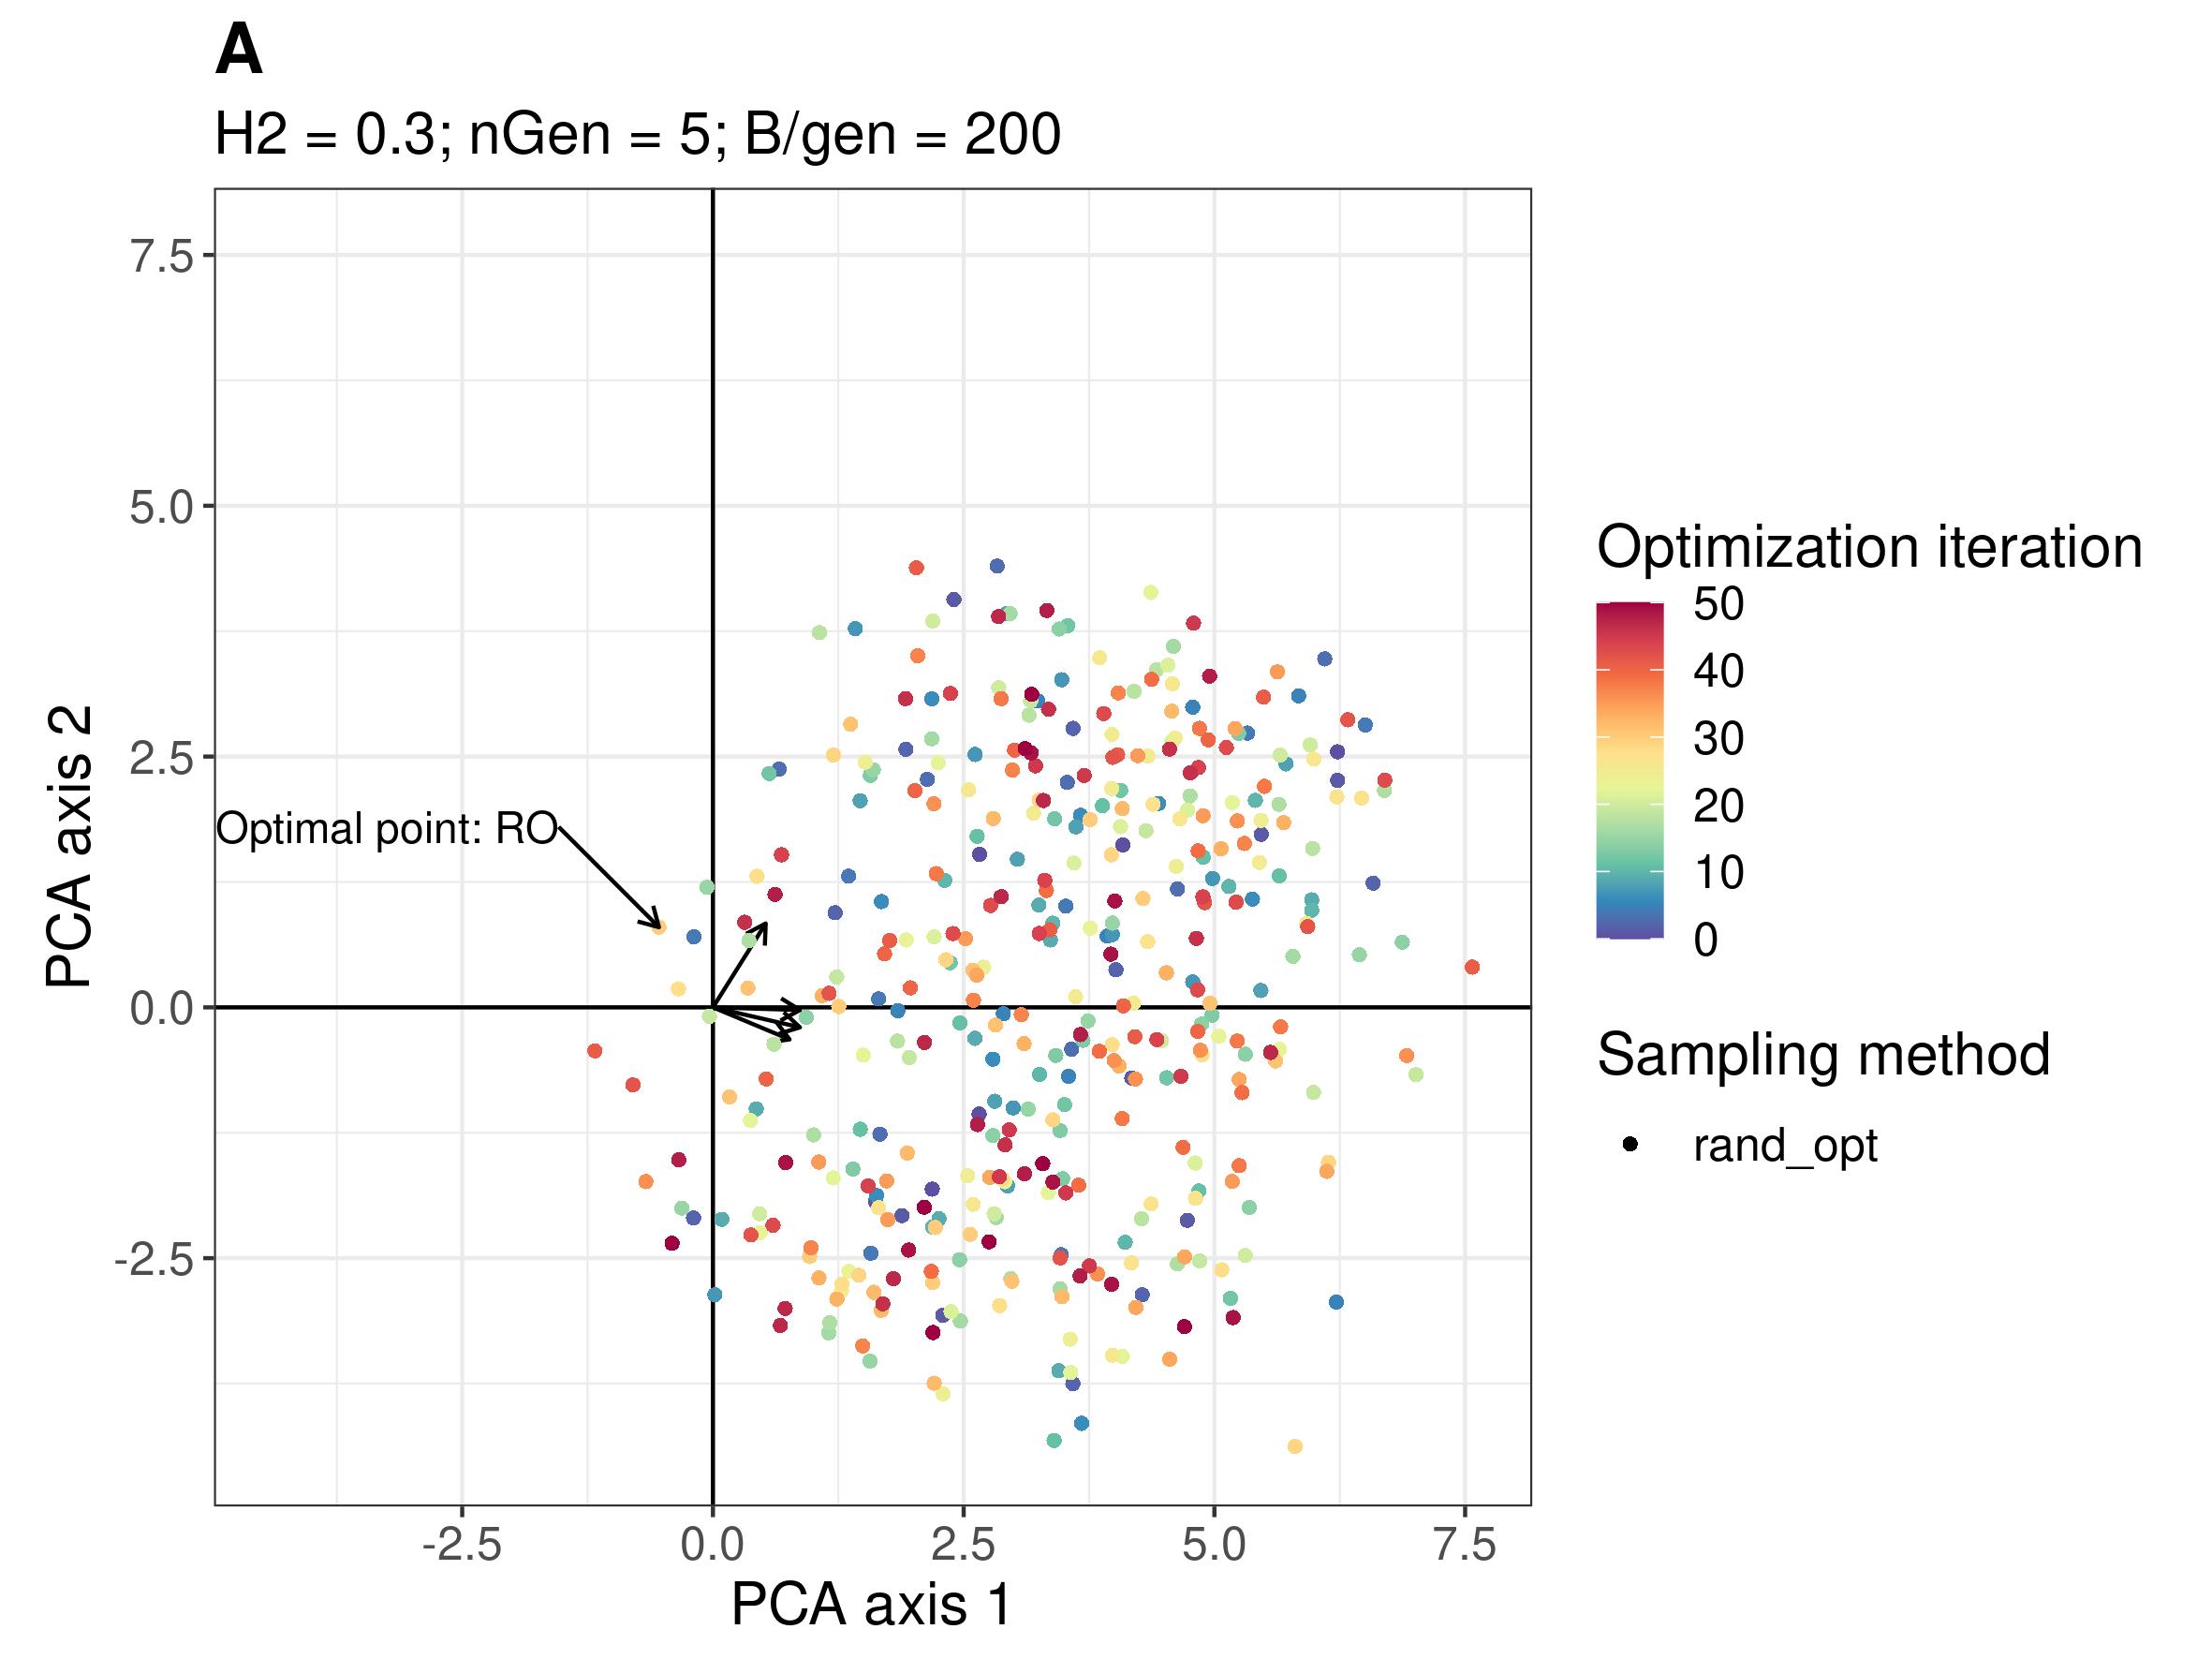 A
H2 = 0.3; nGen = 5; B/gen = 200
7.5
5.0
2.5
0.0
-2.5
PCA axis 2
Optimal point: RO
-2.5
0.0
2.5
5.0
7.5
PCA axis 1
Optimization iteration
50
40
30
20
10
0
Sampling method
rand_opt